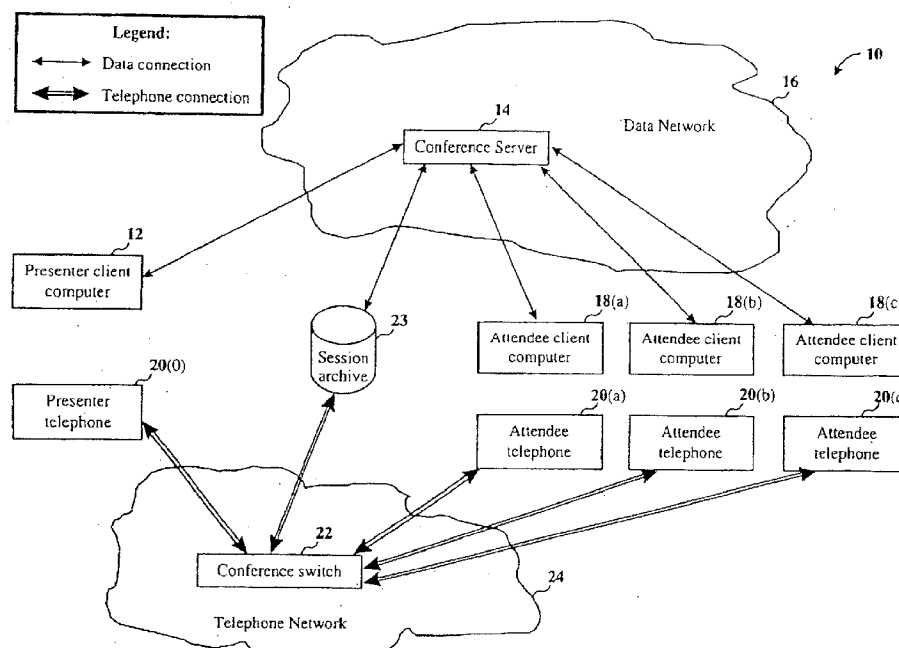 Legend:
Data connection
Telephone connection
10
16
14
Data Network
Conference Server
12
Presenter client
computer
23
Session
archive
18(a)
Attendee client
computer
18(b)
Attendee client
computer
18(c
Attendee client
computer
20(0)
Presenter
telephone
20(a)
Attendee
telephone
20(b)
Attendee
telephone
20(c
Attendee
telephone
22
Conference switch
24
Telephone Network